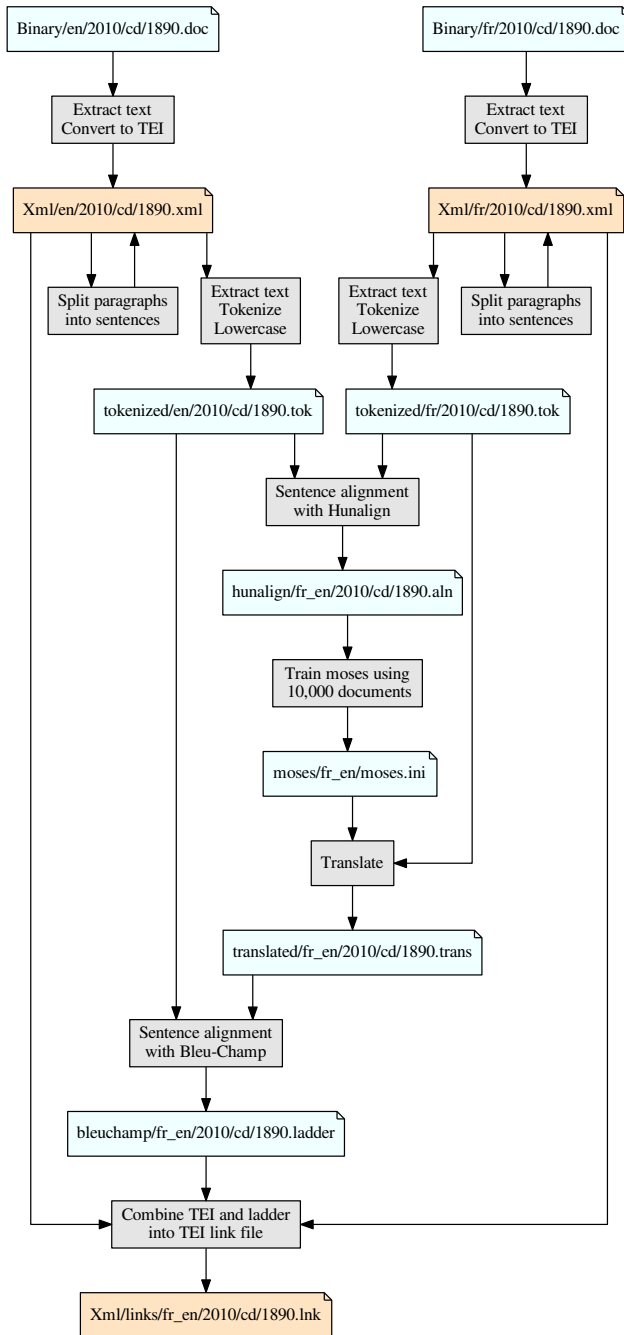 Binary/en/2010/cd/1890.doc
Binary/fr/2010/cd/1890.doc
Extract text
Convert to TEI
Extract text
Convert to TEI
Xml/en/2010/cd/1890.xml
Xml/fr/2010/cd/1890.xml
Split paragraphs
into sentences
Extract text
Tokenize
Lowercase
Extract text
Tokenize
Lowercase
Split paragraphs
into sentences
tokenized/en/2010/cd/1890.tok
tokenized/fr/2010/cd/1890.tok
Sentence alignment
with Hunalign
hunalign/fr_en/2010/cd/1890.aln
Train moses using
10,000 documents
moses/fr_en/moses.ini
Translate
translated/fr_en/2010/cd/1890.trans
Sentence alignment
with Bleu-Champ
bleuchamp/fr_en/2010/cd/1890.ladder
Combine TEI and ladder
into TEI link file
Xml/links/fr_en/2010/cd/1890.lnk